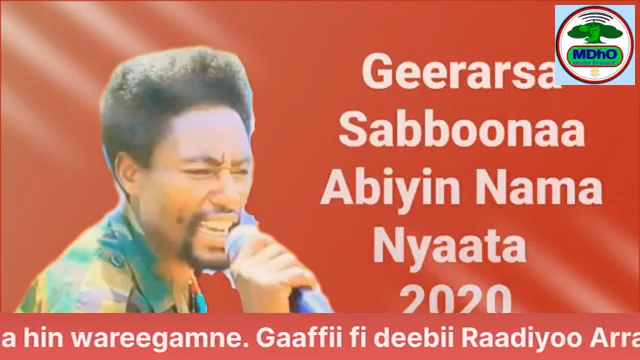 Geerarsa
Sabboonaa
Abiyin Nama
Nyaata
2020
MDhO
a hin wareegamne. Gaaffii fi deebii Raadiyoo Arra